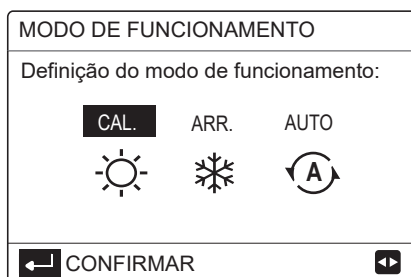 MODO DE FUNCIONAMENTO
Definição do modo de funcionamento:
CAL. ARR. AUTO
A
CONFIRMAR